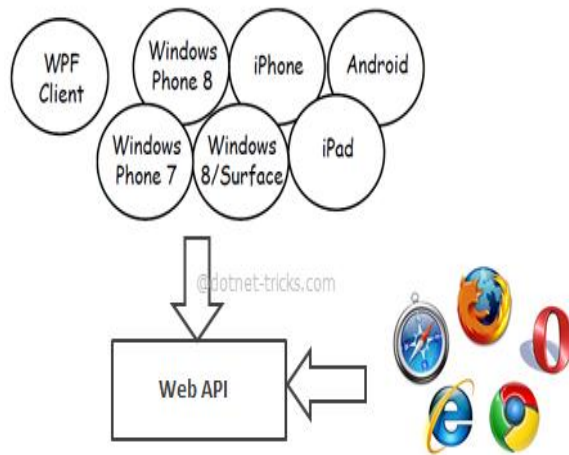 WPF
Client
Windows
Phone 8
iPhone
Android
Windows
Phone 7
Windows
8/Surface
iPad
@dotnet-tricks.com
Web API